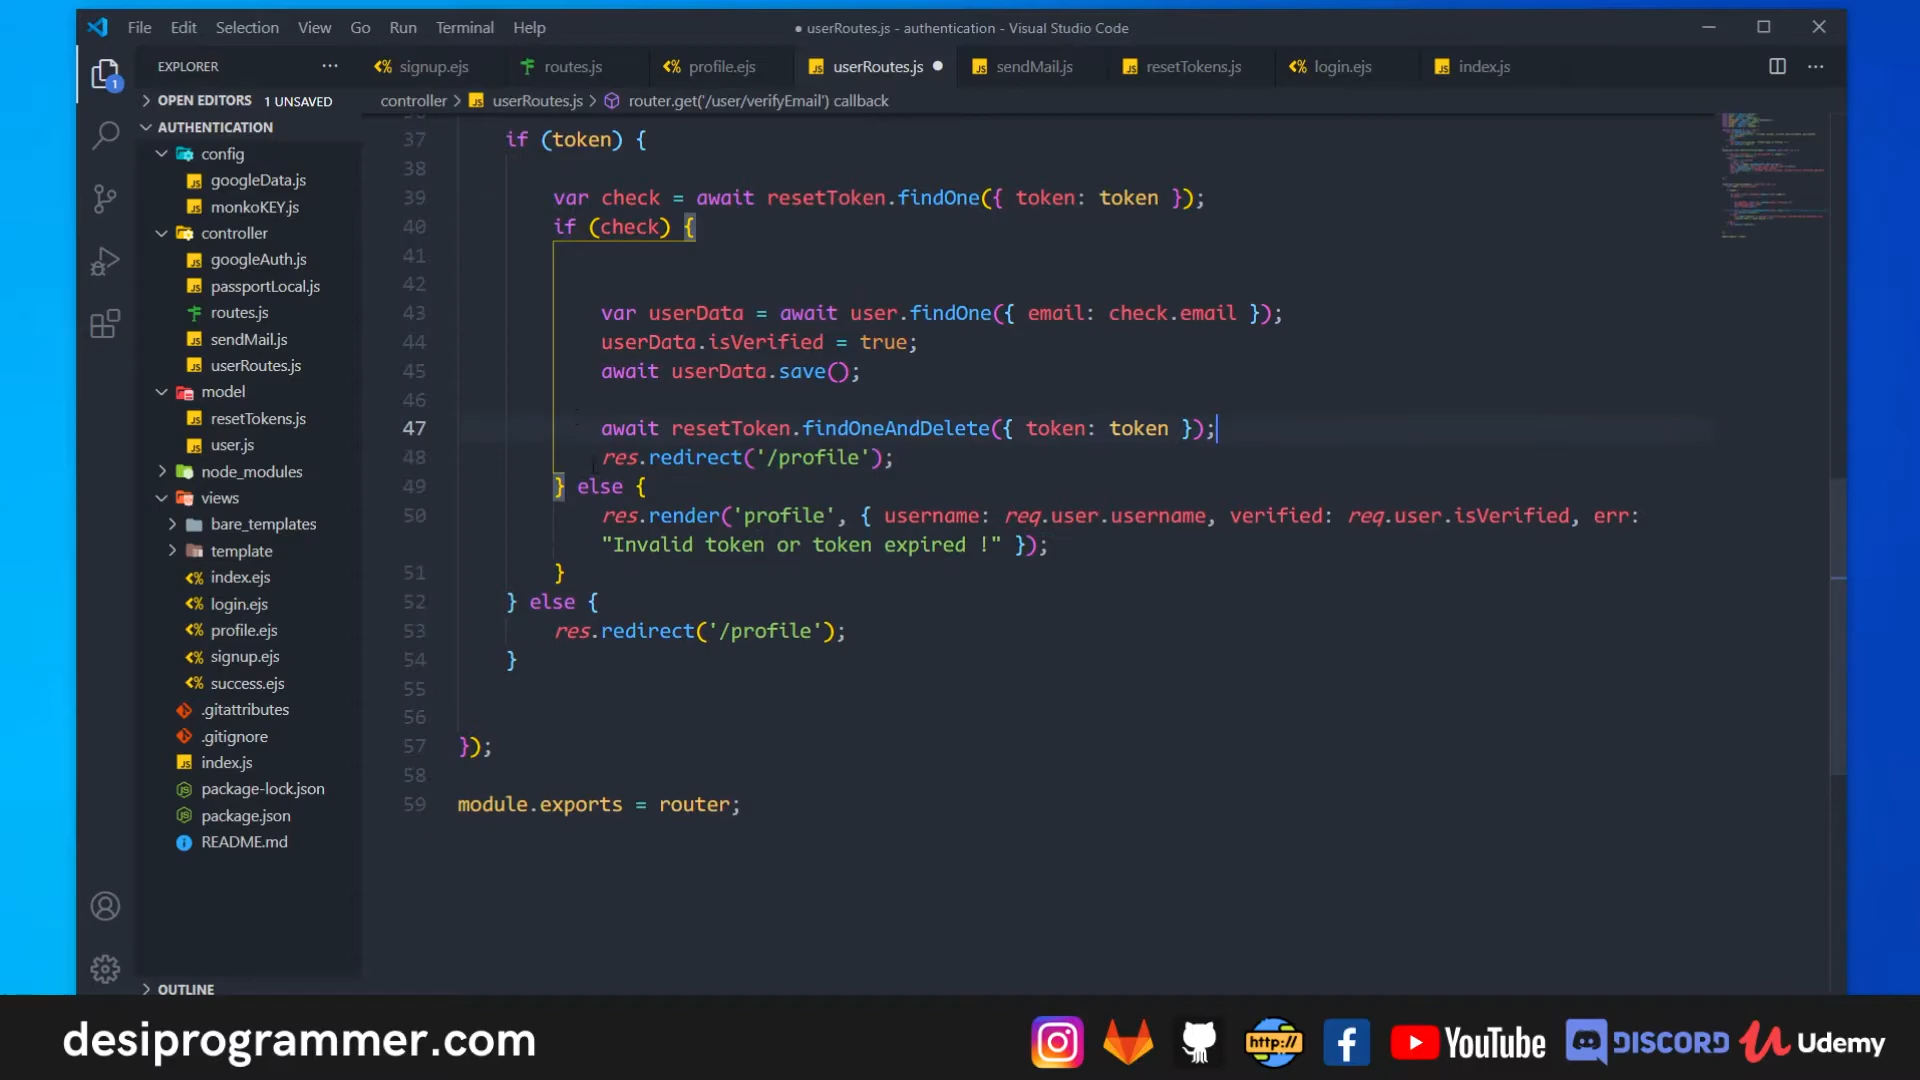 File Edit Selection View Go Run Terminal Help
● userRoutes.js - authentication - Visual Studio Code
EXPLORER ···
signup.ejs routes.js profile.ejs userRoutes.js ● sendMail.js resetTokens.js login.ejs index.js ···
OPEN EDITORS 1 UNSAVED
controller > userRoutes.js > router.get('/user/verifyEmail') callback
AUTHENTICATION
config
googleData.js
monkoKEY.js
controller
googleAuth.js
passportLocal.js
routes.js
sendMail.js
userRoutes.js
model
resetTokens.js
user.js
node_modules
views
bare_templates
template
index.ejs
login.ejs
profile.ejs
signup.ejs
success.ejs
.gitattributes
.gitignore
index.js
package-lock.json
package.json
README.md
OUTLINE
1
36
37 if (token) {
38
39 var check = await resetToken.findOne({ token: token });
40 if (check) {
41
42
43 var userData = await user.findOne({ email: check.email });
44 userData.isVerified = true;
45 await userData.save();
46
47 await resetToken.findOneAndDelete({ token: token });
48 res.redirect('/profile');
49 } else {
50 res.render('profile', { username: req.user.username, verified: req.user.isVerified, err:
"Invalid token or token expired !" });
51 }
52 } else {
53 res.redirect('/profile');
54 }
55
56
57 });
58
59 module.exports = router;
desiprogrammer.com
http://
YouTube
DISCORD
Udemy